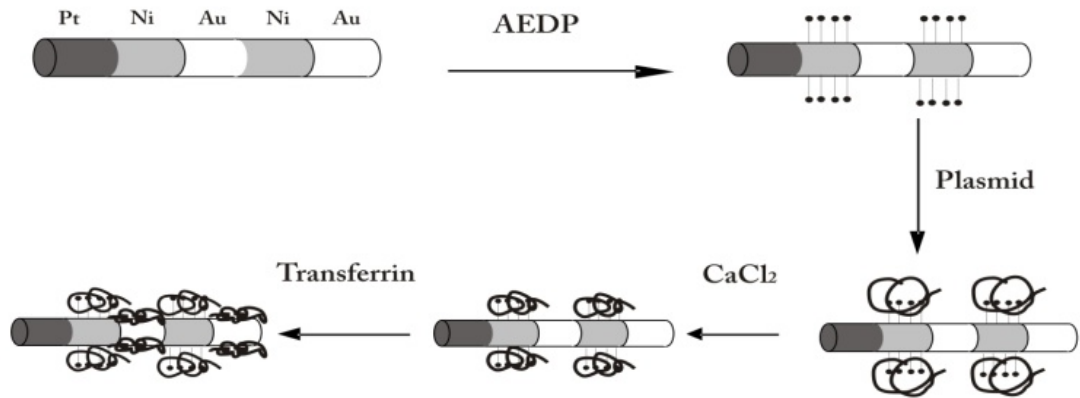 Pt Ni Au Ni Au
AEDP
Plasmid
Transferrin
CaCl₂